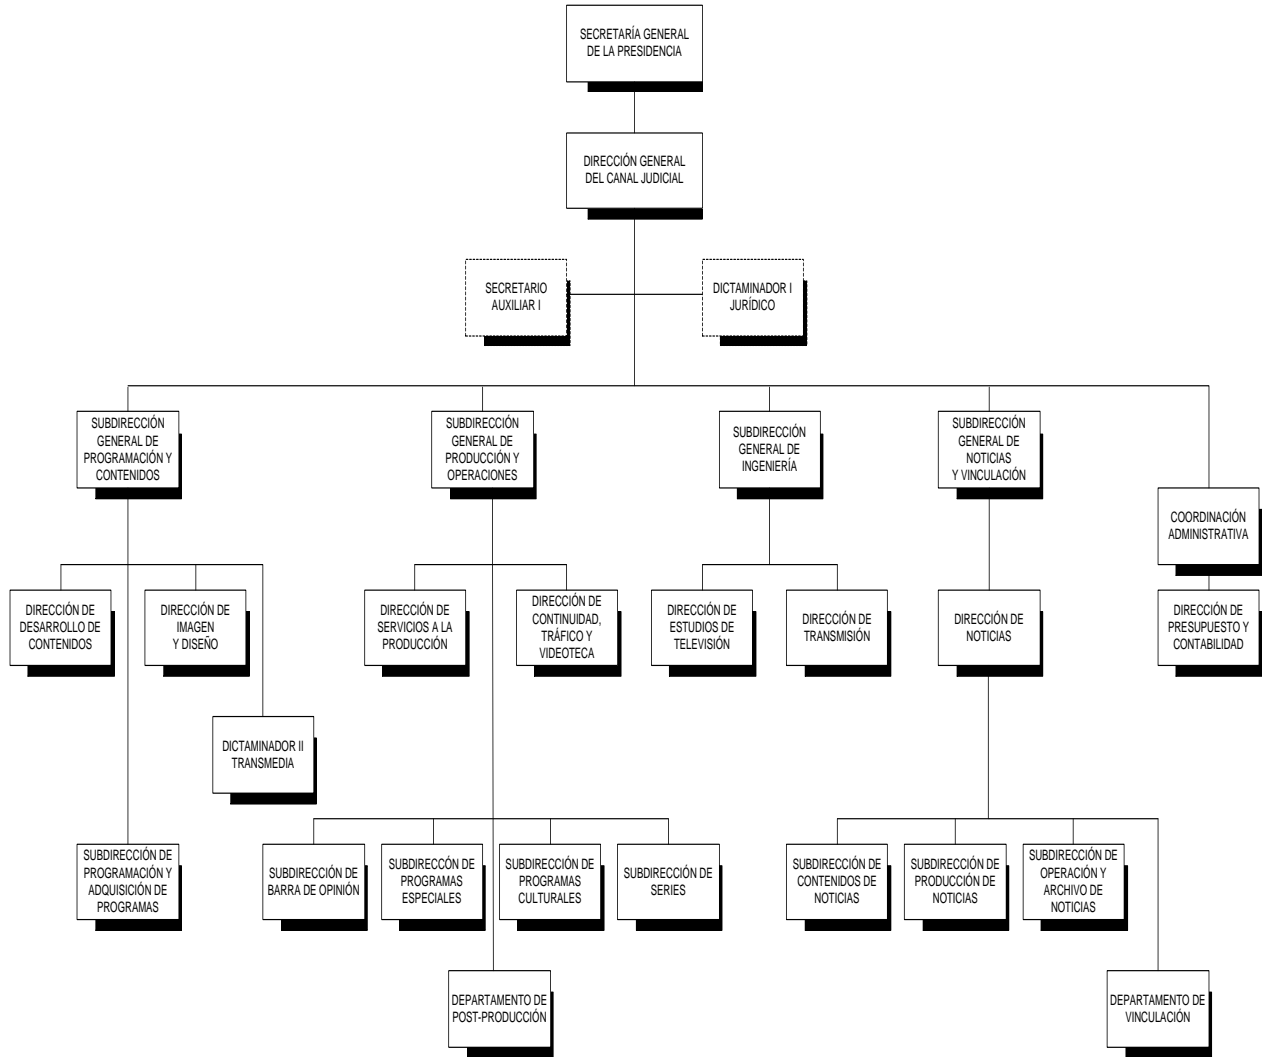 SECRETARÍA GENERAL
DE LA PRESIDENCIA
DIRECCIÓN GENERAL
DEL CANAL JUDICIAL
SECRETARIO
AUXILIAR I
DICTAMINADOR I
JURÍDICO
SUBDIRECCIÓN
GENERAL DE
PROGRAMACIÓN Y
CONTENIDOS
SUBDIRECCIÓN
GENERAL DE
PRODUCCIÓN Y
OPERACIONES
SUBDIRECCIÓN
GENERAL DE
INGENIERÍA
SUBDIRECCIÓN
GENERAL DE
NOTICIAS
Y VINCULACIÓN
COORDINACIÓN
ADMINISTRATIVA
DIRECCIÓN DE
DESARROLLO DE
CONTENIDOS
DIRECCIÓN DE
IMAGEN
Y DISEÑO
DIRECCIÓN DE
SERVICIOS A LA
PRODUCCIÓN
DIRECCIÓN DE
CONTINUIDAD,
TRÁFICO Y
VIDEOTECA
DIRECCIÓN DE
ESTUDIOS DE
TELEVISIÓN
DIRECCIÓN DE
TRANSMISIÓN
DIRECCIÓN DE
NOTICIAS
DIRECCIÓN DE
PRESUPUESTO Y
CONTABILIDAD
DICTAMINADOR II
TRANSMEDIA
SUBDIRECCIÓN DE
PROGRAMACIÓN Y
ADQUISICIÓN DE
PROGRAMAS
SUBDIRECCIÓN DE
BARRA DE OPINIÓN
SUBDIRECCÓN DE
PROGRAMAS
ESPECIALES
SUBDIRECCIÓN DE
PROGRAMAS
CULTURALES
SUBDIRECCIÓN DE
SERIES
SUBDIRECCIÓN DE
CONTENIDOS DE
NOTICIAS
SUBDIRECCIÓN DE
PRODUCCIÓN DE
NOTICIAS
SUBDIRECCIÓN DE
OPERACIÓN Y
ARCHIVO DE
NOTICIAS
DEPARTAMENTO DE
POST-PRODUCCIÓN
DEPARTAMENTO DE
VINCULACIÓN